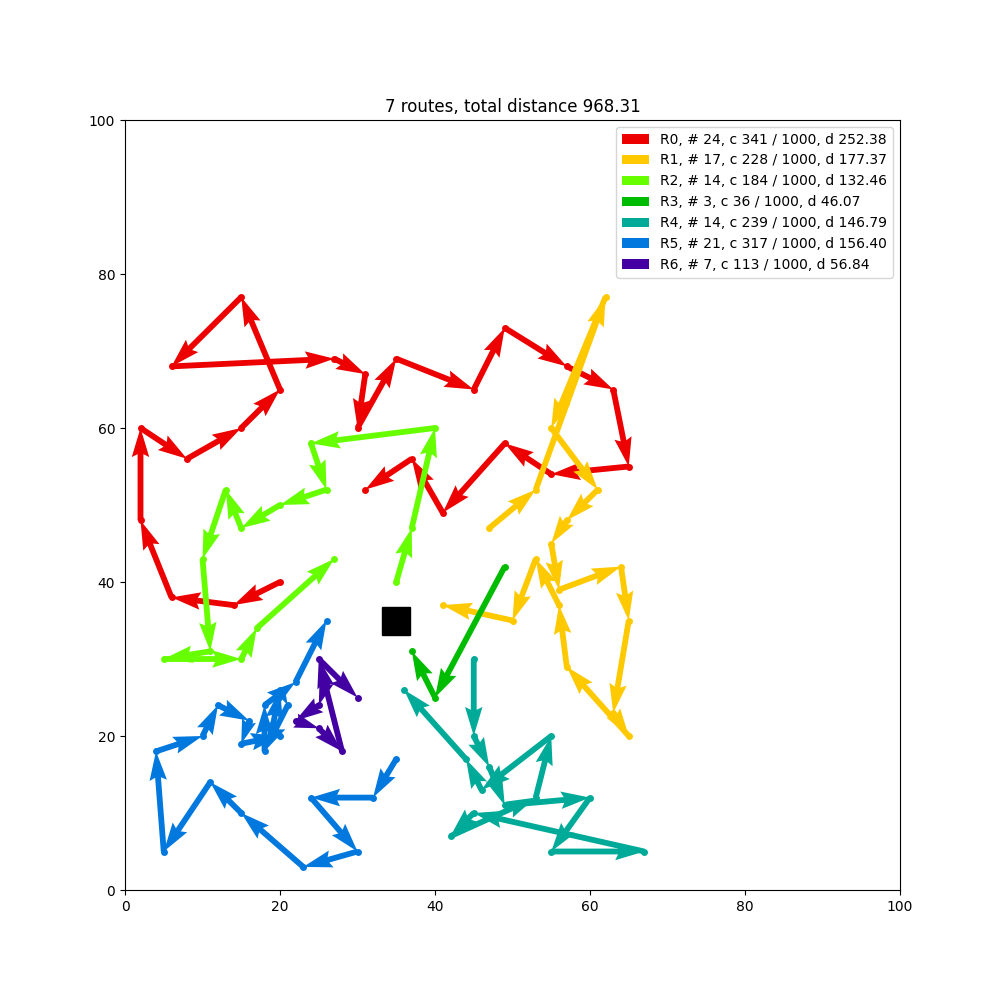 7 routes, total distance 968.31
R0, # 24, c 341 / 1000, d 252.38
R1, # 17, c 228 / 1000, d 177.37
R2, # 14, c 184 / 1000, d 132.46
R3, # 3, c 36 / 1000, d 46.07
R4, # 14, c 239 / 1000, d 146.79
R5, # 21, c 317 / 1000, d 156.40
R6, # 7, c 113 / 1000, d 56.84
100
80
60
40
20
0
0 20 40 60 80 100